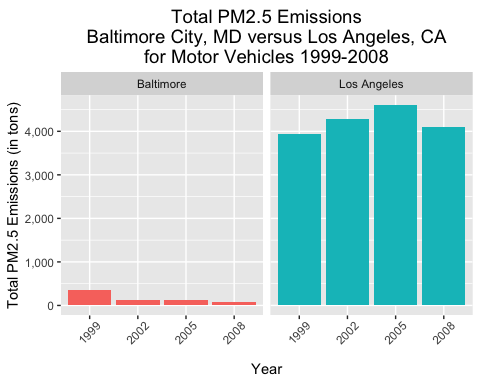 Total PM2.5 Emissions
Baltimore City, MD versus Los Angeles, CA
for Motor Vehicles 1999-2008
Baltimore
Los Angeles
Total PM2.5 Emissions (in tons)
4,000
3,000
2,000
1,000
0
1999
2002
2005
2008
1999
2002
2005
2008
Year